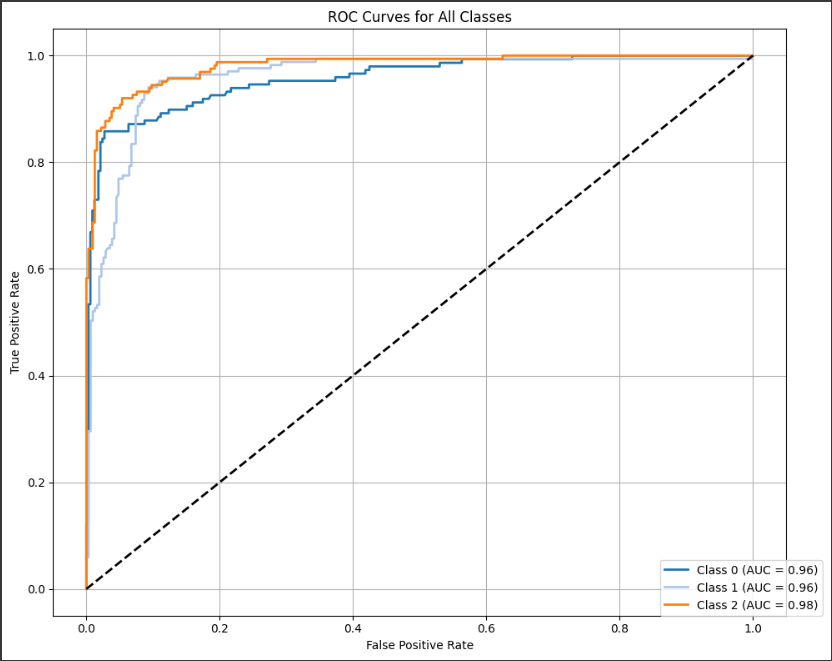 ROC Curves for All Classes
1.0
0.8
0.6
0.4
0.2
0.0
True Positive Rate
0.0 0.2 0.4 0.6 0.8 1.0
False Positive Rate
Class 0 (AUC = 0.96)
Class 1 (AUC = 0.96)
Class 2 (AUC = 0.98)